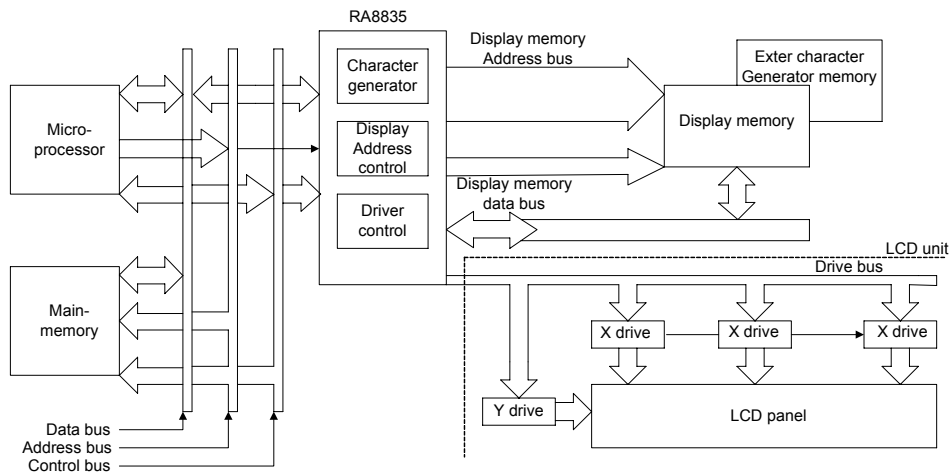 RA8835
Micro-
processor
Main-
memory
Data bus
Address bus
Control bus
Character
generator
Display
Address
control
Driver
control
Display memory
Address bus
Exter character
Generator memory
Display memory
Display memory
data bus
LCD unit
Drive bus
X drive
X drive
X drive
Y drive
LCD panel